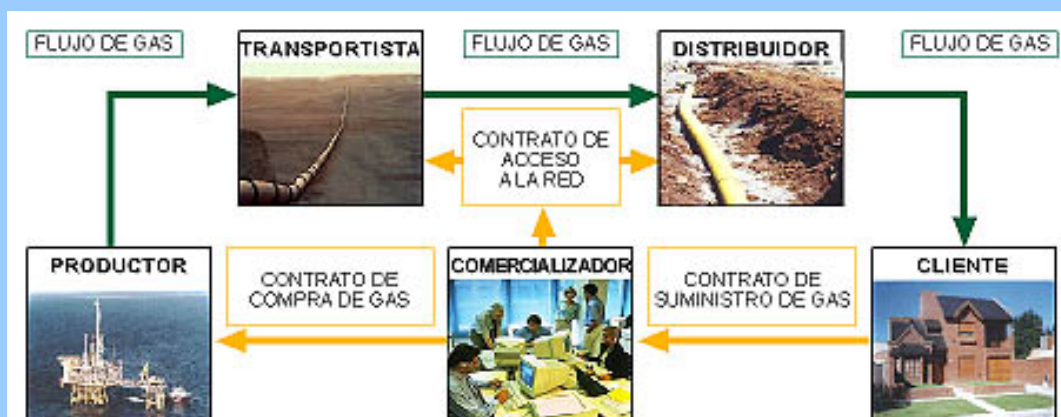 FLUJO DE GAS
TRANSPORTISTA
FLUJO DE GAS
DISTRIBUIDOR
FLUJO DE GAS
CONTRATO DE
ACCESO
A LA RED
PRODUCTOR
CONTRATO DE
COMPRA DE GAS
COMERCIALIZADOR
CONTRATO DE
SUMINISTRO DE GAS
CLIENTE